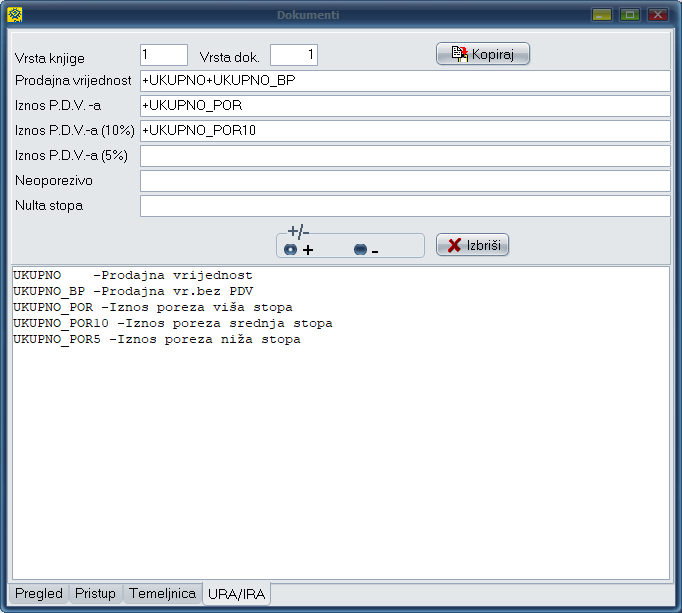 Dokumenti
Vrsta knjige 1 Vrsta dok. 1 Kopiraj
Prodajna vrijednost +UKUPNO+UKUPNO_BP
Iznos P.D.V. -a +UKUPNO_POR
Iznos P.D.V.-a (10%) +UKUPNO_POR10
Iznos P.D.V.-a (5%)
Neoporezivo
Nulta stopa
+/-
+ - Izbriši
UKUPNO    -Prodajna vrijednost
UKUPNO_BP -Prodajna vr.bez PDV
UKUPNO_POR -Iznos poreza viša stopa
UKUPNO_POR10 -Iznos poreza srednja stopa
UKUPNO_POR5 -Iznos poreza niža stopa
Pregled Pristup Temeljnica URA/IRA